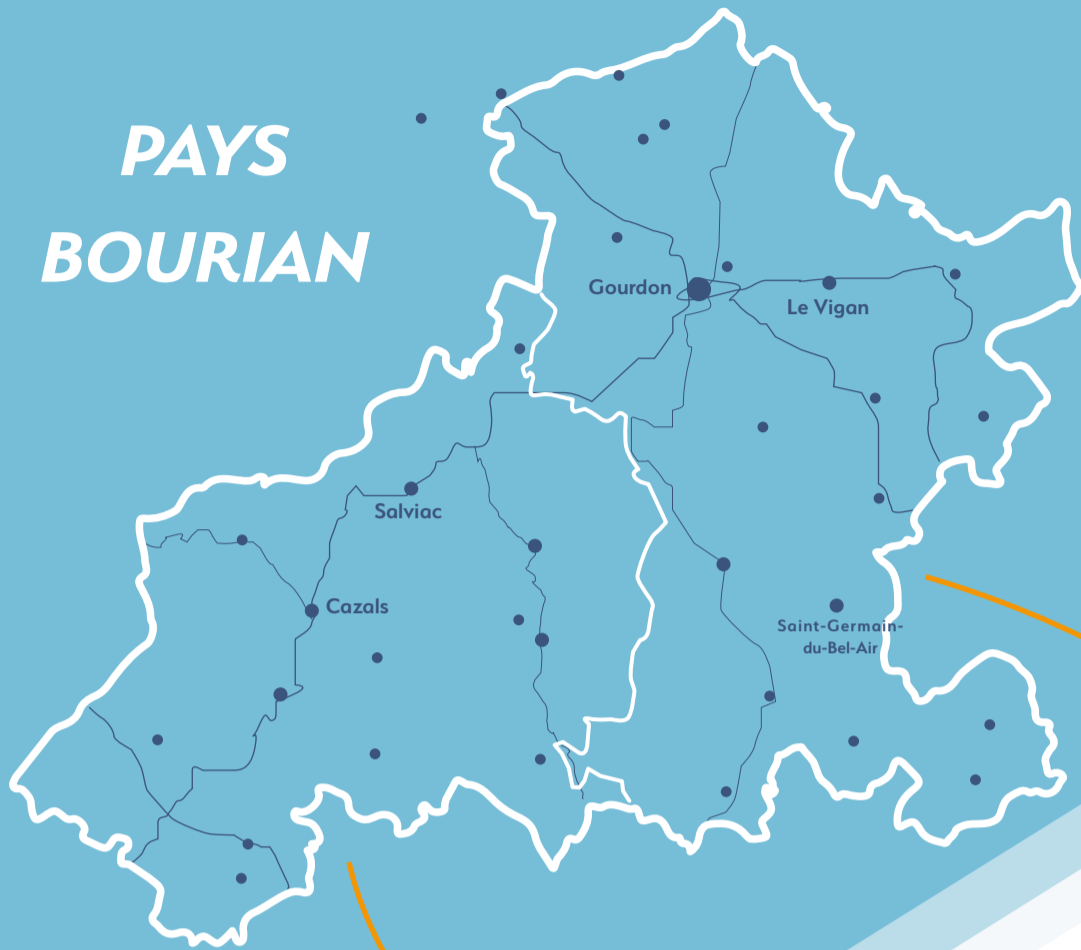 PAYS
BOURIAN
Gourdon
Le Vigan
Salviac
Cazals
Saint-Germain-
du-Bel-Air